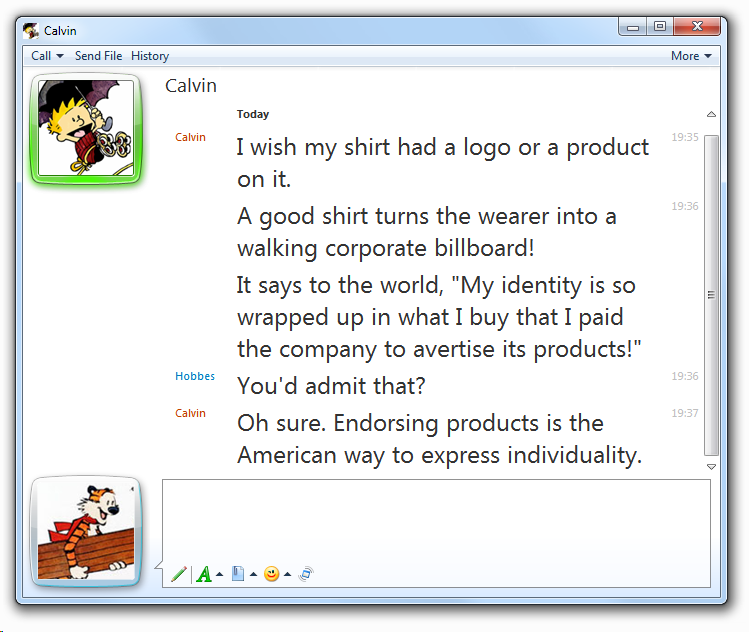 Calvin
Call Send File History More
Calvin
Today
Calvin I wish my shirt had a logo or a product 19:35
on it.
A good shirt turns the wearer into a 19:36
walking corporate billboard!
It says to the world, "My identity is so
wrapped up in what I buy that I paid
the company to avertise its products!"
Hobbes You'd admit that? 19:36
Calvin Oh sure. Endorsing products is the 19:37
American way to express individuality.